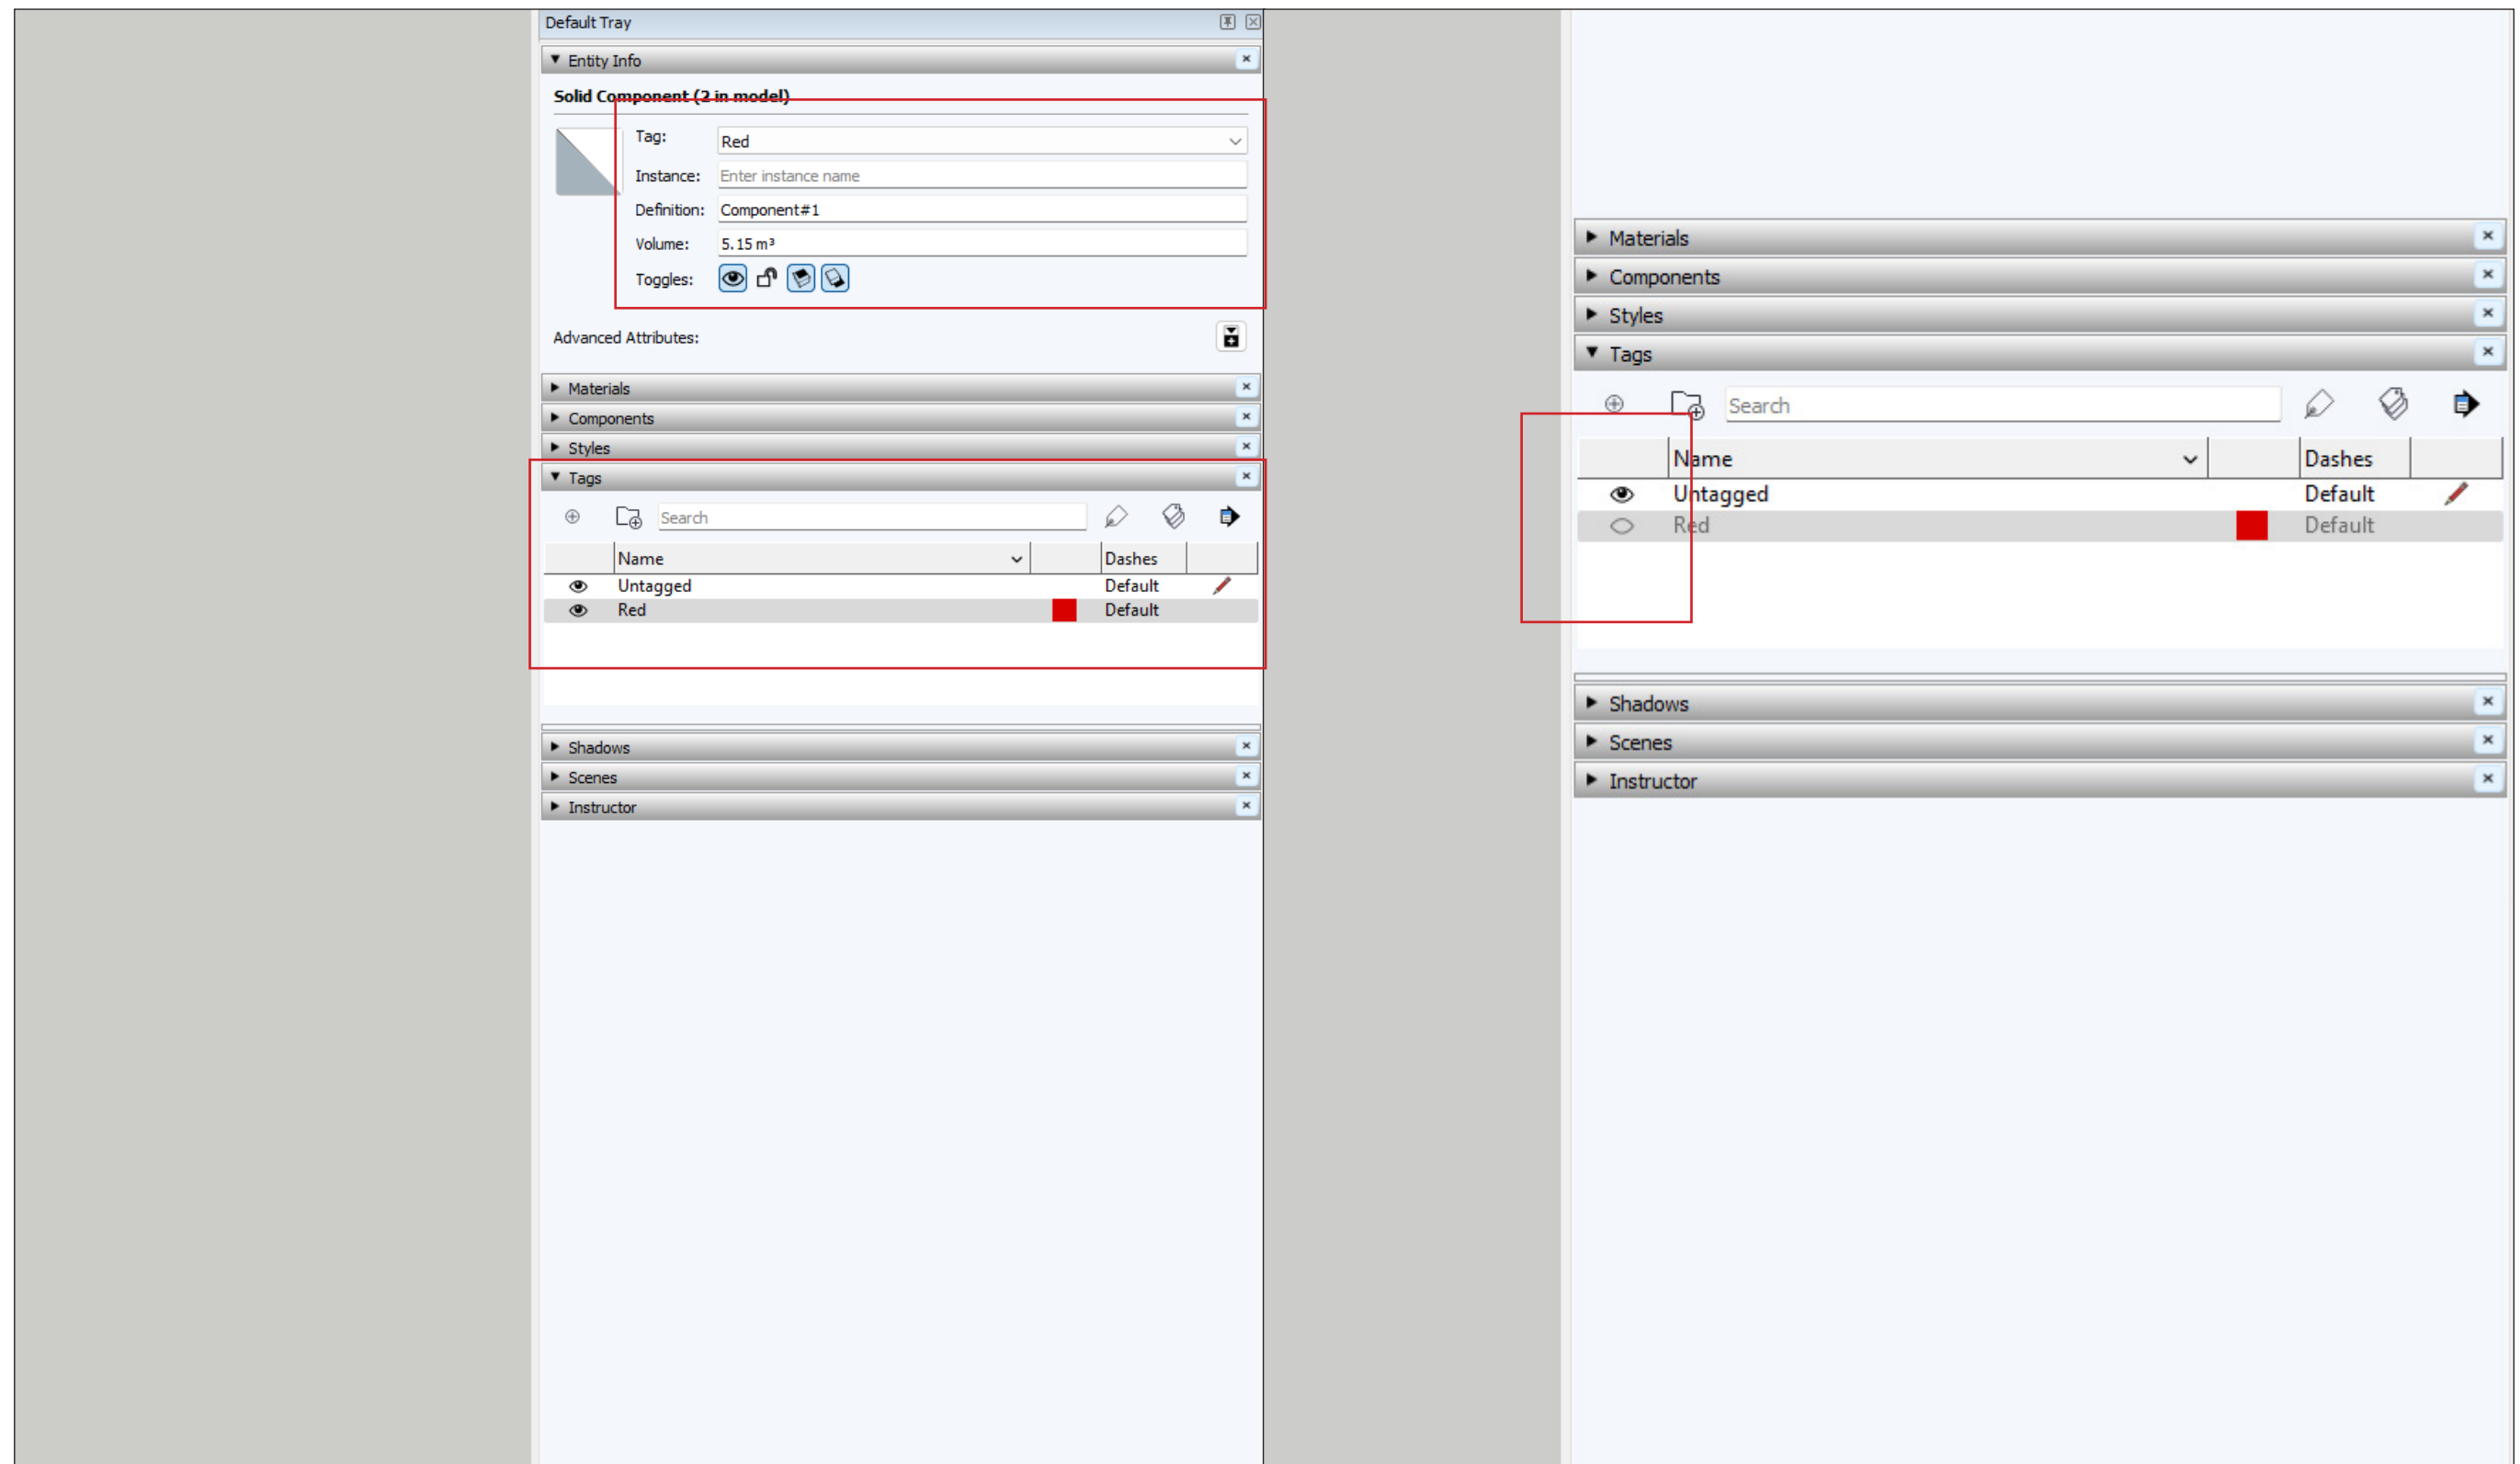 Default Tray
Entity Info
Solid Component (2 in model)
Tag: Red
Instance: Enter instance name
Definition: Component#1
Volume: 5.15 m³
Toggles:
Advanced Attributes:
Materials
Components
Styles
Tags
Search
Name Dashes
Untagged Default
Red Default
Shadows
Scenes
Instructor
Materials
Components
Styles
Tags
Search
Name Dashes
Untagged Default
Red Default
Shadows
Scenes
Instructor